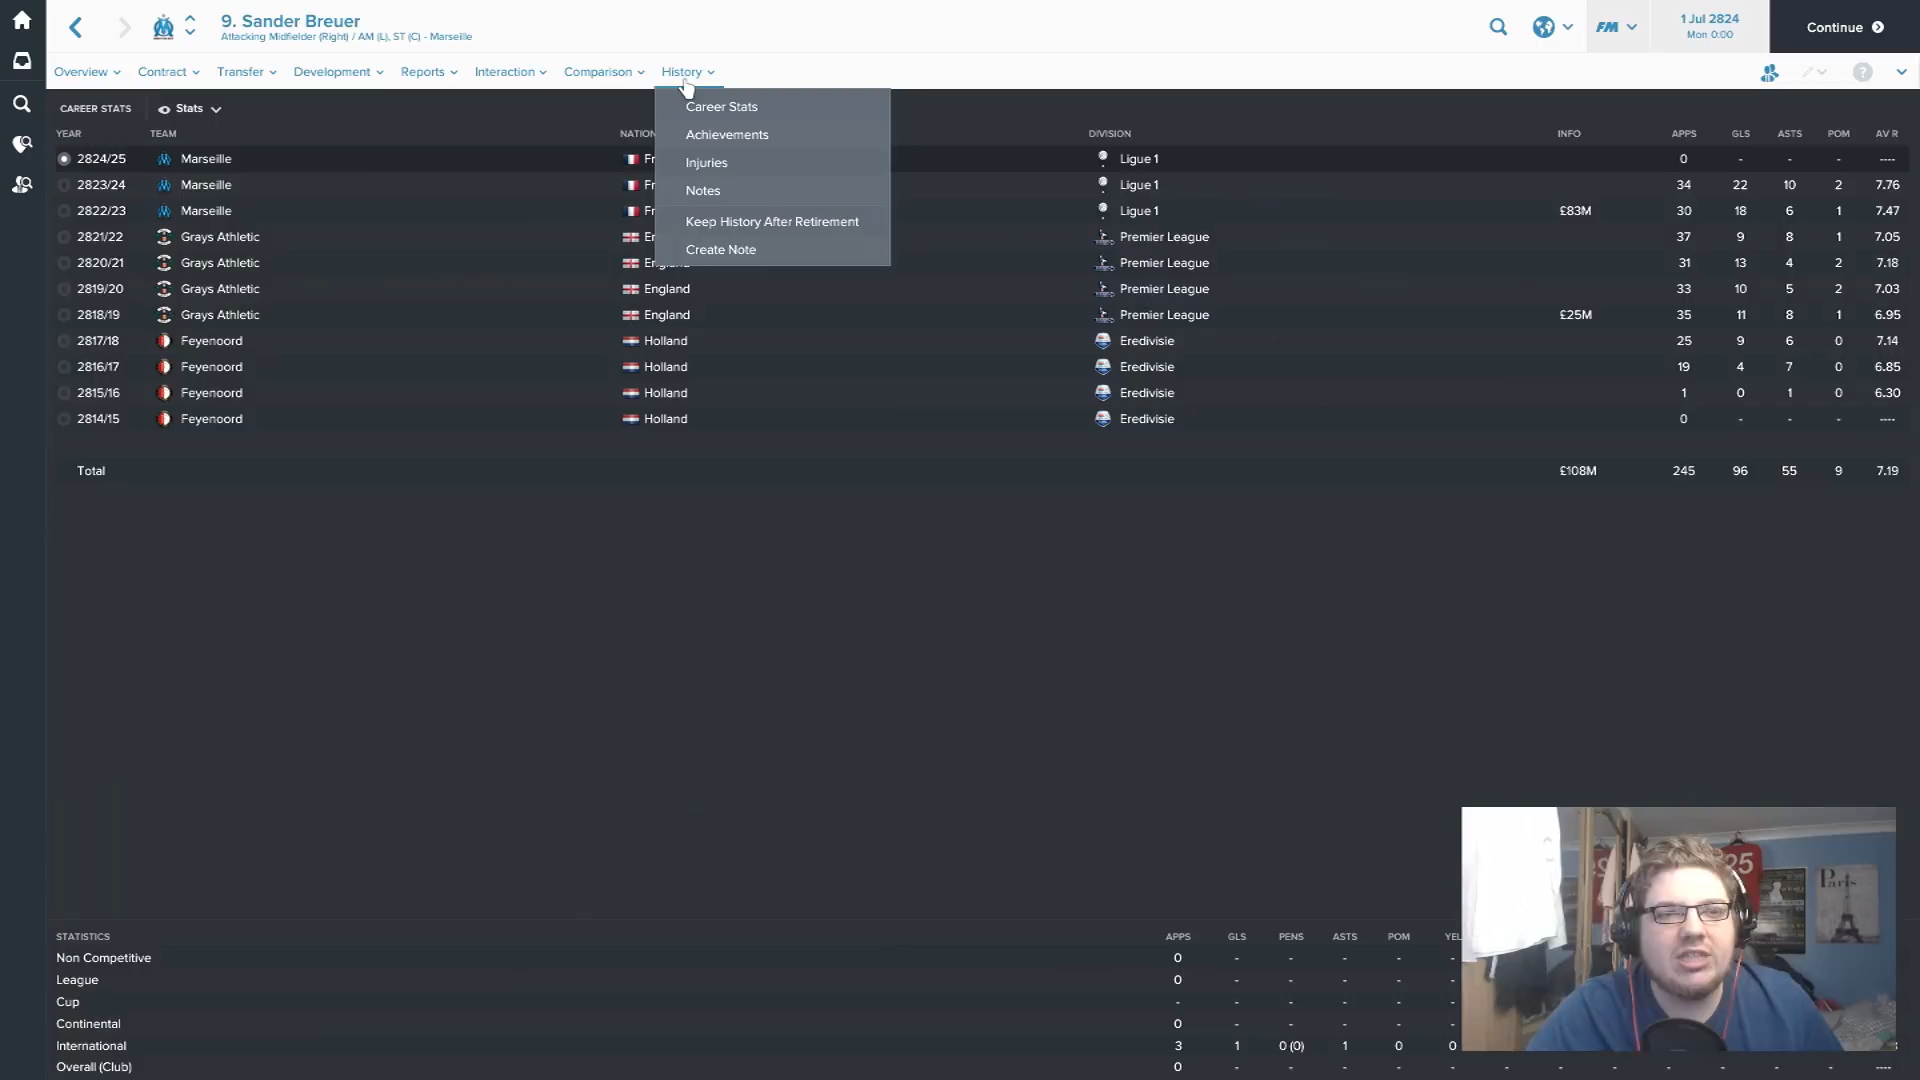 9. Sander Breuer
Attacking Midfielder (Right) / AM (L), ST (C) - Marseille
FM
1 Jul 2824
Mon 0:00
Continue
Overview Contract Transfer Development Reports Interaction Comparison History
CAREER STATS Stats
Career Stats
Achievements
Injuries
Notes
Keep History After Retirement
Create Note
YEAR TEAM NATION DIVISION INFO APPS GLS ASTS POM AV R
2824/25 Marseille Fr Ligue 1 0 - - - ----
2823/24 Marseille Fr Ligue 1 34 22 10 2 7.76
2822/23 Marseille Fr Ligue 1 £83M 30 18 6 1 7.47
2821/22 Grays Athletic En Premier League 37 9 8 1 7.05
2820/21 Grays Athletic England Premier League 31 13 4 2 7.18
2819/20 Grays Athletic England Premier League 33 10 5 2 7.03
2818/19 Grays Athletic England Premier League £25M 35 11 8 1 6.95
2817/18 Feyenoord Holland Eredivisie 25 9 6 0 7.14
2816/17 Feyenoord Holland Eredivisie 19 4 7 0 6.85
2815/16 Feyenoord Holland Eredivisie 1 0 1 0 6.30
2814/15 Feyenoord Holland Eredivisie 0 - - - ----
Total £108M 245 96 55 9 7.19
STATISTICS APPS GLS PENS ASTS POM YEL
Non Competitive 0 - - - - -
League 0 - - - - -
Cup - - - - - -
Continental 0 - - - - -
International 3 1 0 (0) 1 0 0
Overall (Club) 0 - - - - - - - - - - - - ----
25
Paris